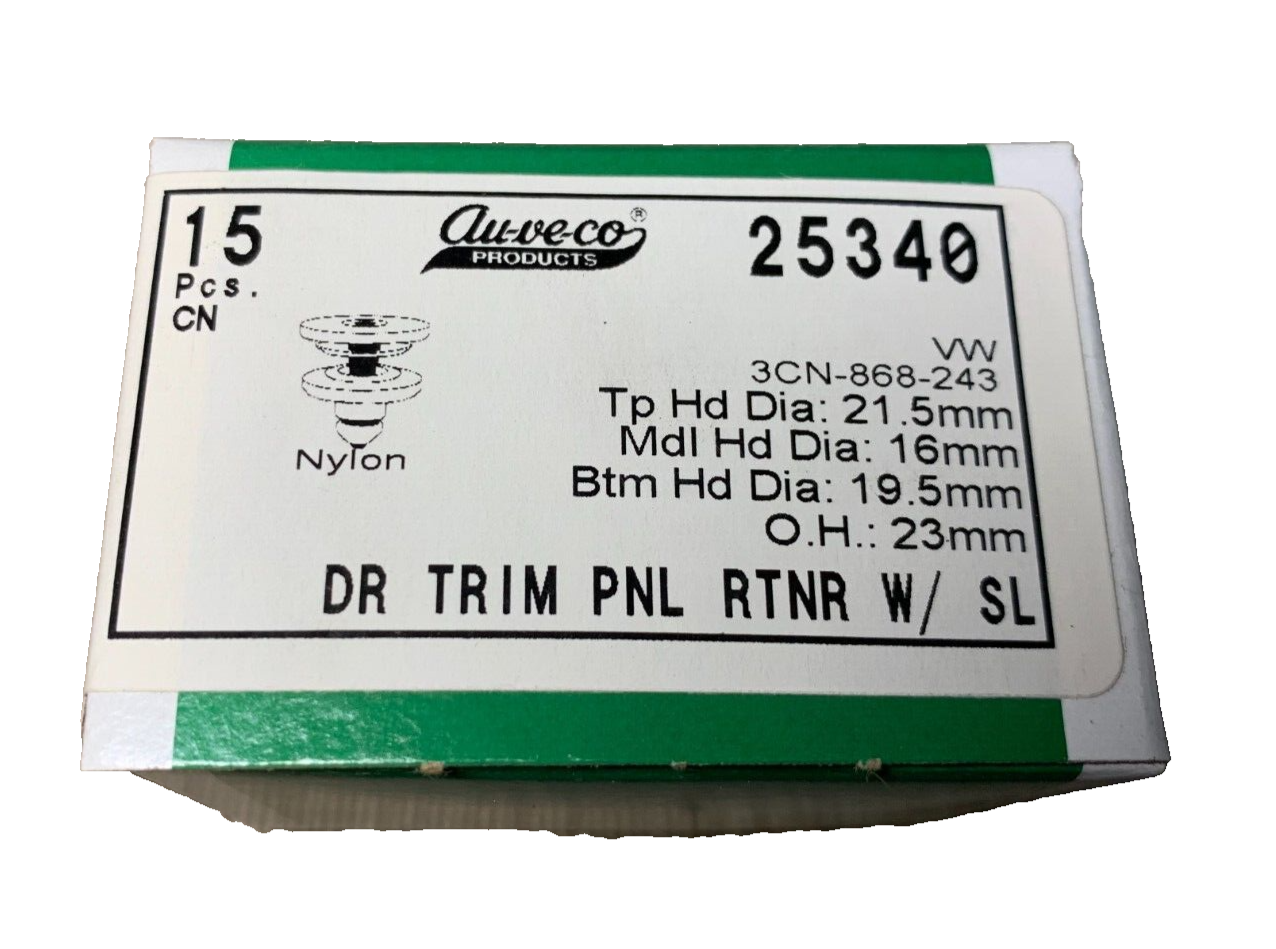 15
Pcs.
CN
au-ve-co®
PRODUCTS
25340
Nylon
VW
3CN-868-243
Tp Hd Dia: 21.5mm
Mdl Hd Dia: 16mm
Btm Hd Dia: 19.5mm
O.H.: 23mm
DR TRIM PNL RTNR W/ SL